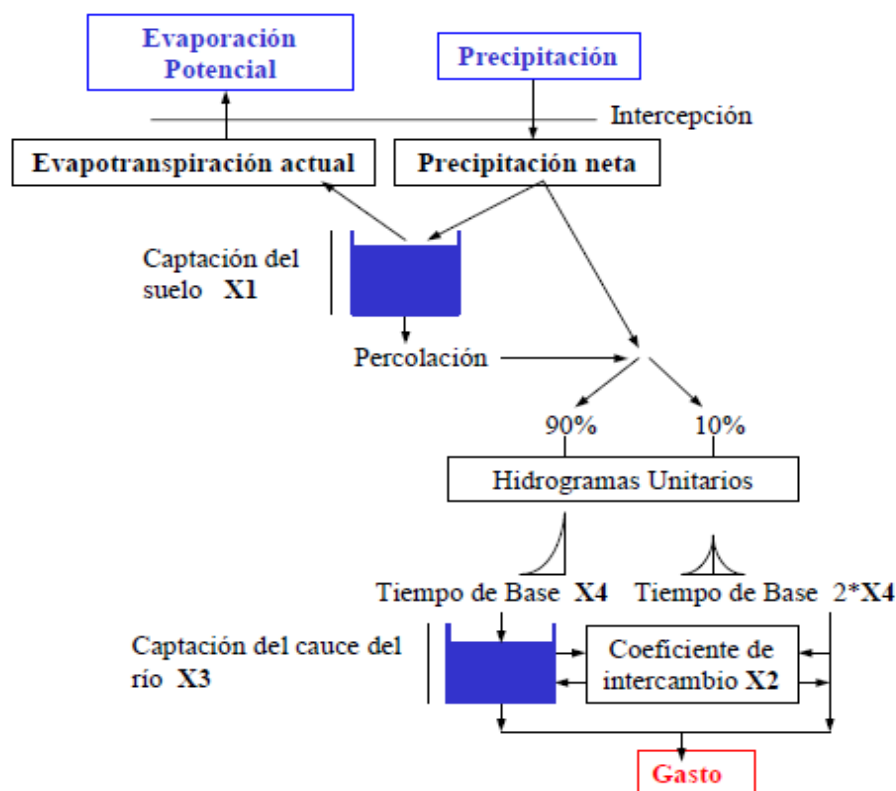 Evaporación
Potencial
Precipitación
Intercepción
Evapotranspiración actual
Precipitación neta
Captación del
suelo X1
Percolación
90%
10%
Hidrogramas Unitarios
Tiempo de Base X4
Tiempo de Base 2*X4
Captación del cauce del
río X3
Coeficiente de
intercambio X2
Gasto